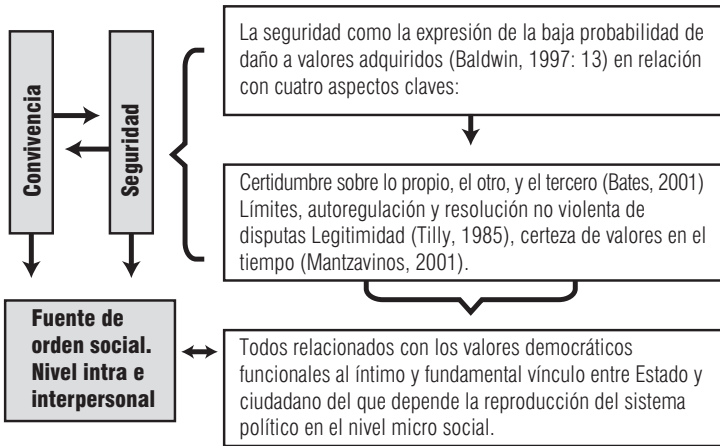 Convivencia
Seguridad
La seguridad como la expresión de la baja probabilidad de
daño a valores adquiridos (Baldwin, 1997: 13) en relación
con cuatro aspectos claves:
Certidumbre sobre lo propio, el otro, y el tercero (Bates, 2001)
Límites, autoregulación y resolución no violenta de
disputas Legitimidad (Tilly, 1985), certeza de valores en el
tiempo (Mantzavinos, 2001).
Fuente de
orden social.
Nivel intra e
interpersonal
Todos relacionados con los valores democráticos
funcionales al íntimo y fundamental vínculo entre Estado y
ciudadano del que depende la reproducción del sistema
político en el nivel micro social.